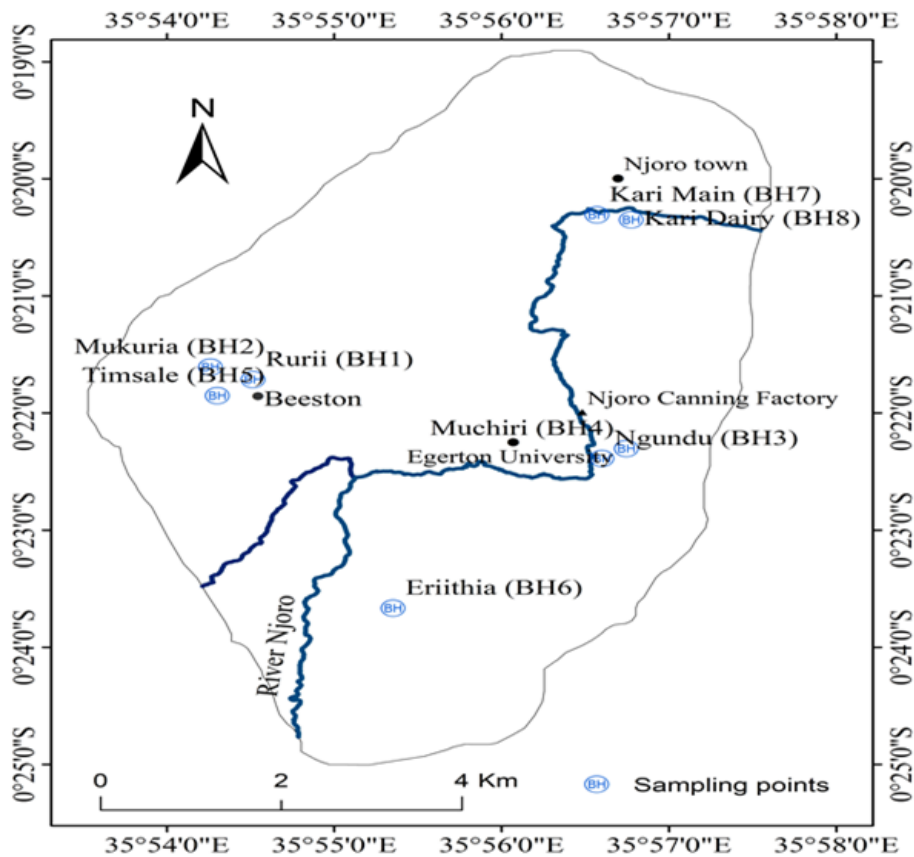 35°54'0"E 35°55'0"E 35°56'0"E 35°57'0"E 35°58'0"E
0°19'0"S 0°19'0"S
N
Njoro town
0°20'0"S 0°20'0"S
Kari Main (BH7)
BH
BH Kari Dairy (BH8)
0°21'0"S 0°21'0"S
Mukuria (BH2)
BH
Rurii (BH1)
Timsale (BH5)
BH
BH
Beeston
Njoro Canning Factory
0°22'0"S 0°22'0"S
Muchiri (BH4)
Ngundu (BH3)
BH
Egerton University
BH
0°23'0"S 0°23'0"S
Eriithia (BH6)
BH
River Njoro
0°24'0"S 0°24'0"S
0°25'0"S 0°25'0"S
0 2 4 Km
BH Sampling points
35°54'0"E 35°55'0"E 35°56'0"E 35°57'0"E 35°58'0"E